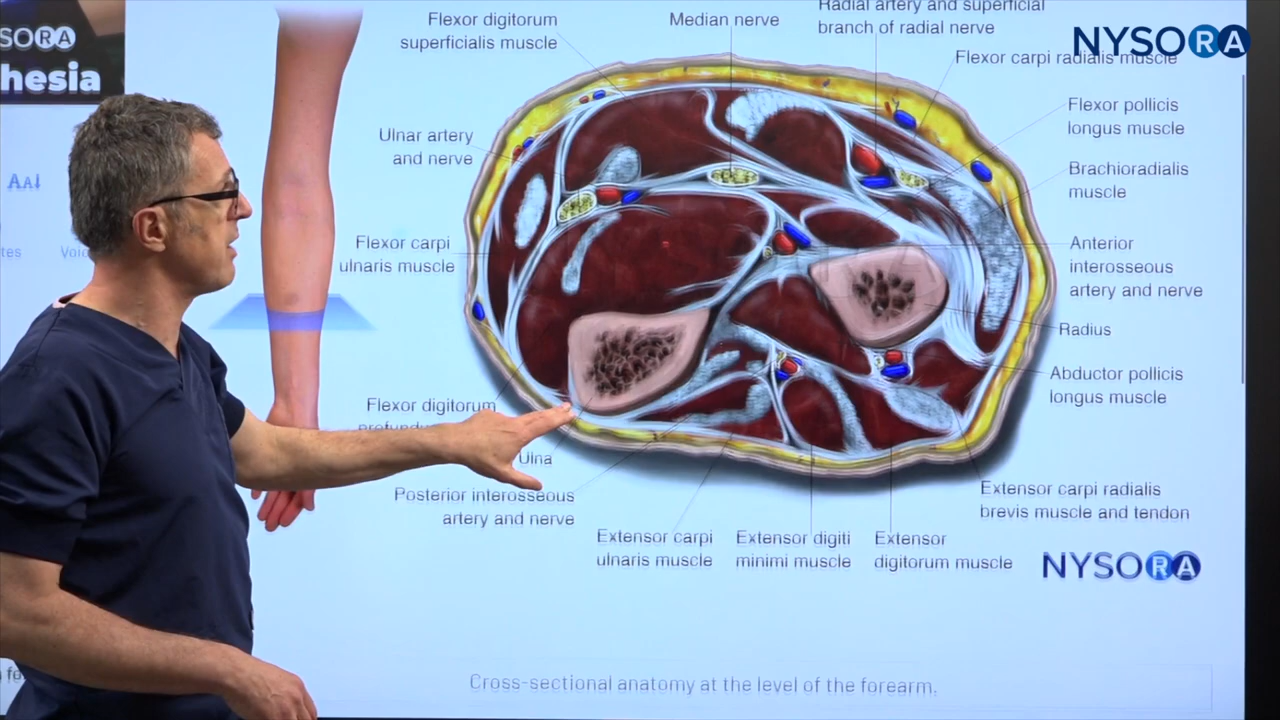 SORA
hesia
AA↓
tes
Flexor digitorum
superficialis muscle
Median nerve
Radial artery and superficial
branch of radial nerve
NYSORA
Flexor carpi radialis muscle
Flexor pollicis
longus muscle
Ulnar artery
and nerve
Brachioradialis
muscle
Flexor carpi
ulnaris muscle
Anterior
interosseous
artery and nerve
Radius
Abductor pollicis
longus muscle
Flexor digitorum
Ulna
Posterior interosseous
artery and nerve
Extensor carpi
ulnaris muscle
Extensor digiti
minimi muscle
Extensor
digitorum muscle
Extensor carpi radialis
brevis muscle and tendon
NYSORA
Cross-sectional anatomy at the level of the forearm.